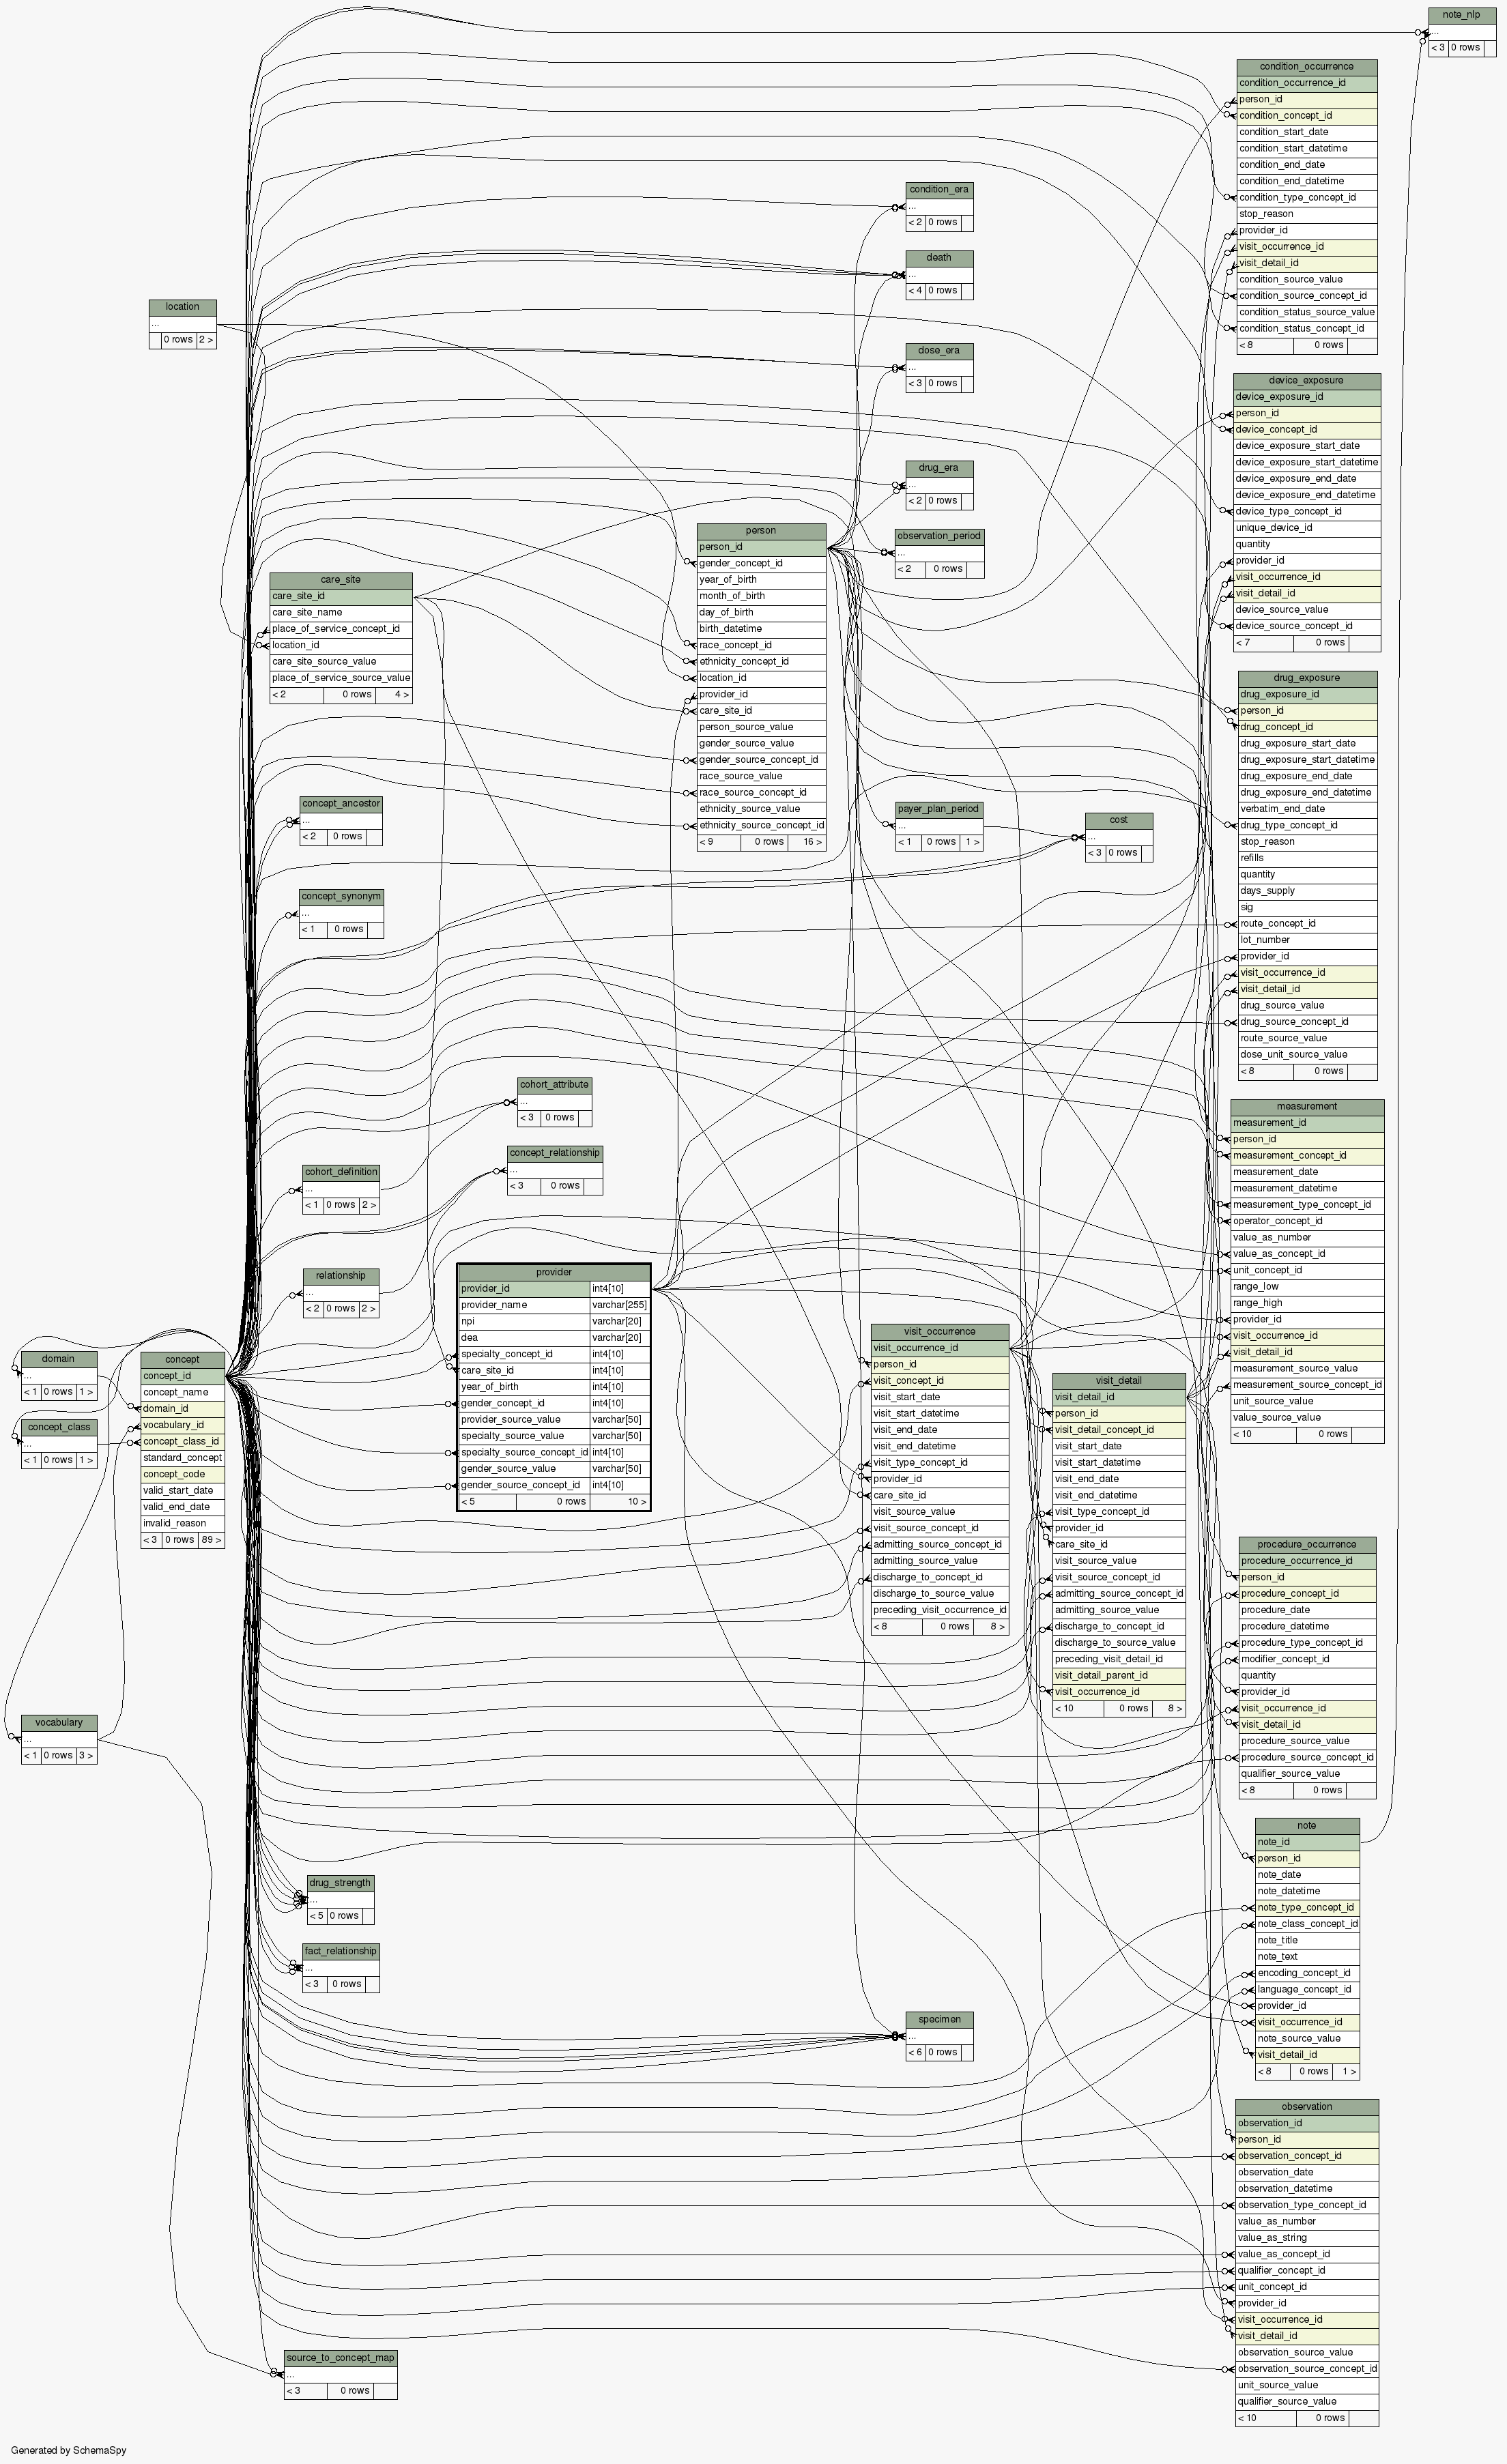 note_nlp
...
< 3 0 rows
condition_occurrence
condition_occurrence_id
person_id
condition_concept_id
condition_start_date
condition_start_datetime
condition_end_date
condition_end_datetime
condition_type_concept_id
stop_reason
provider_id
visit_occurrence_id
visit_detail_id
condition_source_value
condition_source_concept_id
condition_status_source_value
condition_status_concept_id
< 8 0 rows
condition_era
...
< 2 0 rows
death
...
< 4 0 rows
location
...
0 rows 2 >
dose_era
...
< 3 0 rows
device_exposure
device_exposure_id
person_id
device_concept_id
device_exposure_start_date
device_exposure_start_datetime
device_exposure_end_date
device_exposure_end_datetime
device_type_concept_id
unique_device_id
quantity
provider_id
visit_occurrence_id
visit_detail_id
device_source_value
device_source_concept_id
< 7 0 rows
drug_era
...
< 2 0 rows
observation_period
...
< 2 0 rows
person
person_id
gender_concept_id
year_of_birth
month_of_birth
day_of_birth
birth_datetime
race_concept_id
ethnicity_concept_id
location_id
provider_id
care_site_id
person_source_value
gender_source_value
gender_source_concept_id
race_source_value
race_source_concept_id
ethnicity_source_value
ethnicity_source_concept_id
< 9 0 rows 16 >
care_site
care_site_id
care_site_name
place_of_service_concept_id
location_id
care_site_source_value
place_of_service_source_value
< 2 0 rows 4 >
drug_exposure
drug_exposure_id
person_id
drug_concept_id
drug_exposure_start_date
drug_exposure_start_datetime
drug_exposure_end_date
drug_exposure_end_datetime
verbatim_end_date
drug_type_concept_id
stop_reason
refills
quantity
days_supply
sig
route_concept_id
lot_number
provider_id
visit_occurrence_id
visit_detail_id
drug_source_value
drug_source_concept_id
route_source_value
dose_unit_source_value
< 8 0 rows
concept_ancestor
...
< 2 0 rows
payer_plan_period
...
< 1 0 rows 1 >
cost
...
< 3 0 rows
concept_synonym
...
< 1 0 rows
cohort_attribute
...
< 3 0 rows
concept_relationship
...
< 3 0 rows
cohort_definition
...
< 1 0 rows 2 >
relationship
...
< 2 0 rows 2 >
measurement
measurement_id
person_id
measurement_concept_id
measurement_date
measurement_datetime
measurement_type_concept_id
operator_concept_id
value_as_number
value_as_concept_id
unit_concept_id
range_low
range_high
provider_id
visit_occurrence_id
visit_detail_id
measurement_source_value
measurement_source_concept_id
unit_source_value
value_source_value
< 10 0 rows
provider
provider_id int4[10]
provider_name varchar[255]
npi varchar[20]
dea varchar[20]
specialty_concept_id int4[10]
care_site_id int4[10]
year_of_birth int4[10]
gender_concept_id int4[10]
provider_source_value varchar[50]
specialty_source_value varchar[50]
specialty_source_concept_id int4[10]
gender_source_value varchar[50]
gender_source_concept_id int4[10]
< 5 0 rows 10 >
visit_occurrence
visit_occurrence_id
person_id
visit_concept_id
visit_start_date
visit_start_datetime
visit_end_date
visit_end_datetime
visit_type_concept_id
provider_id
care_site_id
visit_source_value
visit_source_concept_id
admitting_source_concept_id
admitting_source_value
discharge_to_concept_id
discharge_to_source_value
preceding_visit_occurrence_id
< 8 0 rows 8 >
domain
...
< 1 0 rows 1 >
concept_class
...
< 1 0 rows 1 >
concept
concept_id
concept_name
domain_id
vocabulary_id
concept_class_id
standard_concept
concept_code
valid_start_date
valid_end_date
invalid_reason
< 3 0 rows 89 >
visit_detail
visit_detail_id
person_id
visit_detail_concept_id
visit_start_date
visit_start_datetime
visit_end_date
visit_end_datetime
visit_type_concept_id
provider_id
care_site_id
visit_source_value
visit_source_concept_id
admitting_source_concept_id
admitting_source_value
discharge_to_concept_id
discharge_to_source_value
preceding_visit_detail_id
visit_detail_parent_id
visit_occurrence_id
< 10 0 rows 8 >
procedure_occurrence
procedure_occurrence_id
person_id
procedure_concept_id
procedure_date
procedure_datetime
procedure_type_concept_id
modifier_concept_id
quantity
provider_id
visit_occurrence_id
visit_detail_id
procedure_source_value
procedure_source_concept_id
qualifier_source_value
< 8 0 rows
vocabulary
...
< 1 0 rows 3 >
note
note_id
person_id
note_date
note_datetime
note_type_concept_id
note_class_concept_id
note_title
note_text
encoding_concept_id
language_concept_id
provider_id
visit_occurrence_id
note_source_value
visit_detail_id
< 8 0 rows 1 >
drug_strength
...
< 5 0 rows
fact_relationship
...
< 3 0 rows
specimen
...
< 6 0 rows
observation
observation_id
person_id
observation_concept_id
observation_date
observation_datetime
observation_type_concept_id
value_as_number
value_as_string
value_as_concept_id
qualifier_concept_id
unit_concept_id
provider_id
visit_occurrence_id
visit_detail_id
observation_source_value
observation_source_concept_id
unit_source_value
qualifier_source_value
< 10 0 rows
source_to_concept_map
...
< 3 0 rows
Generated by SchemaSpy